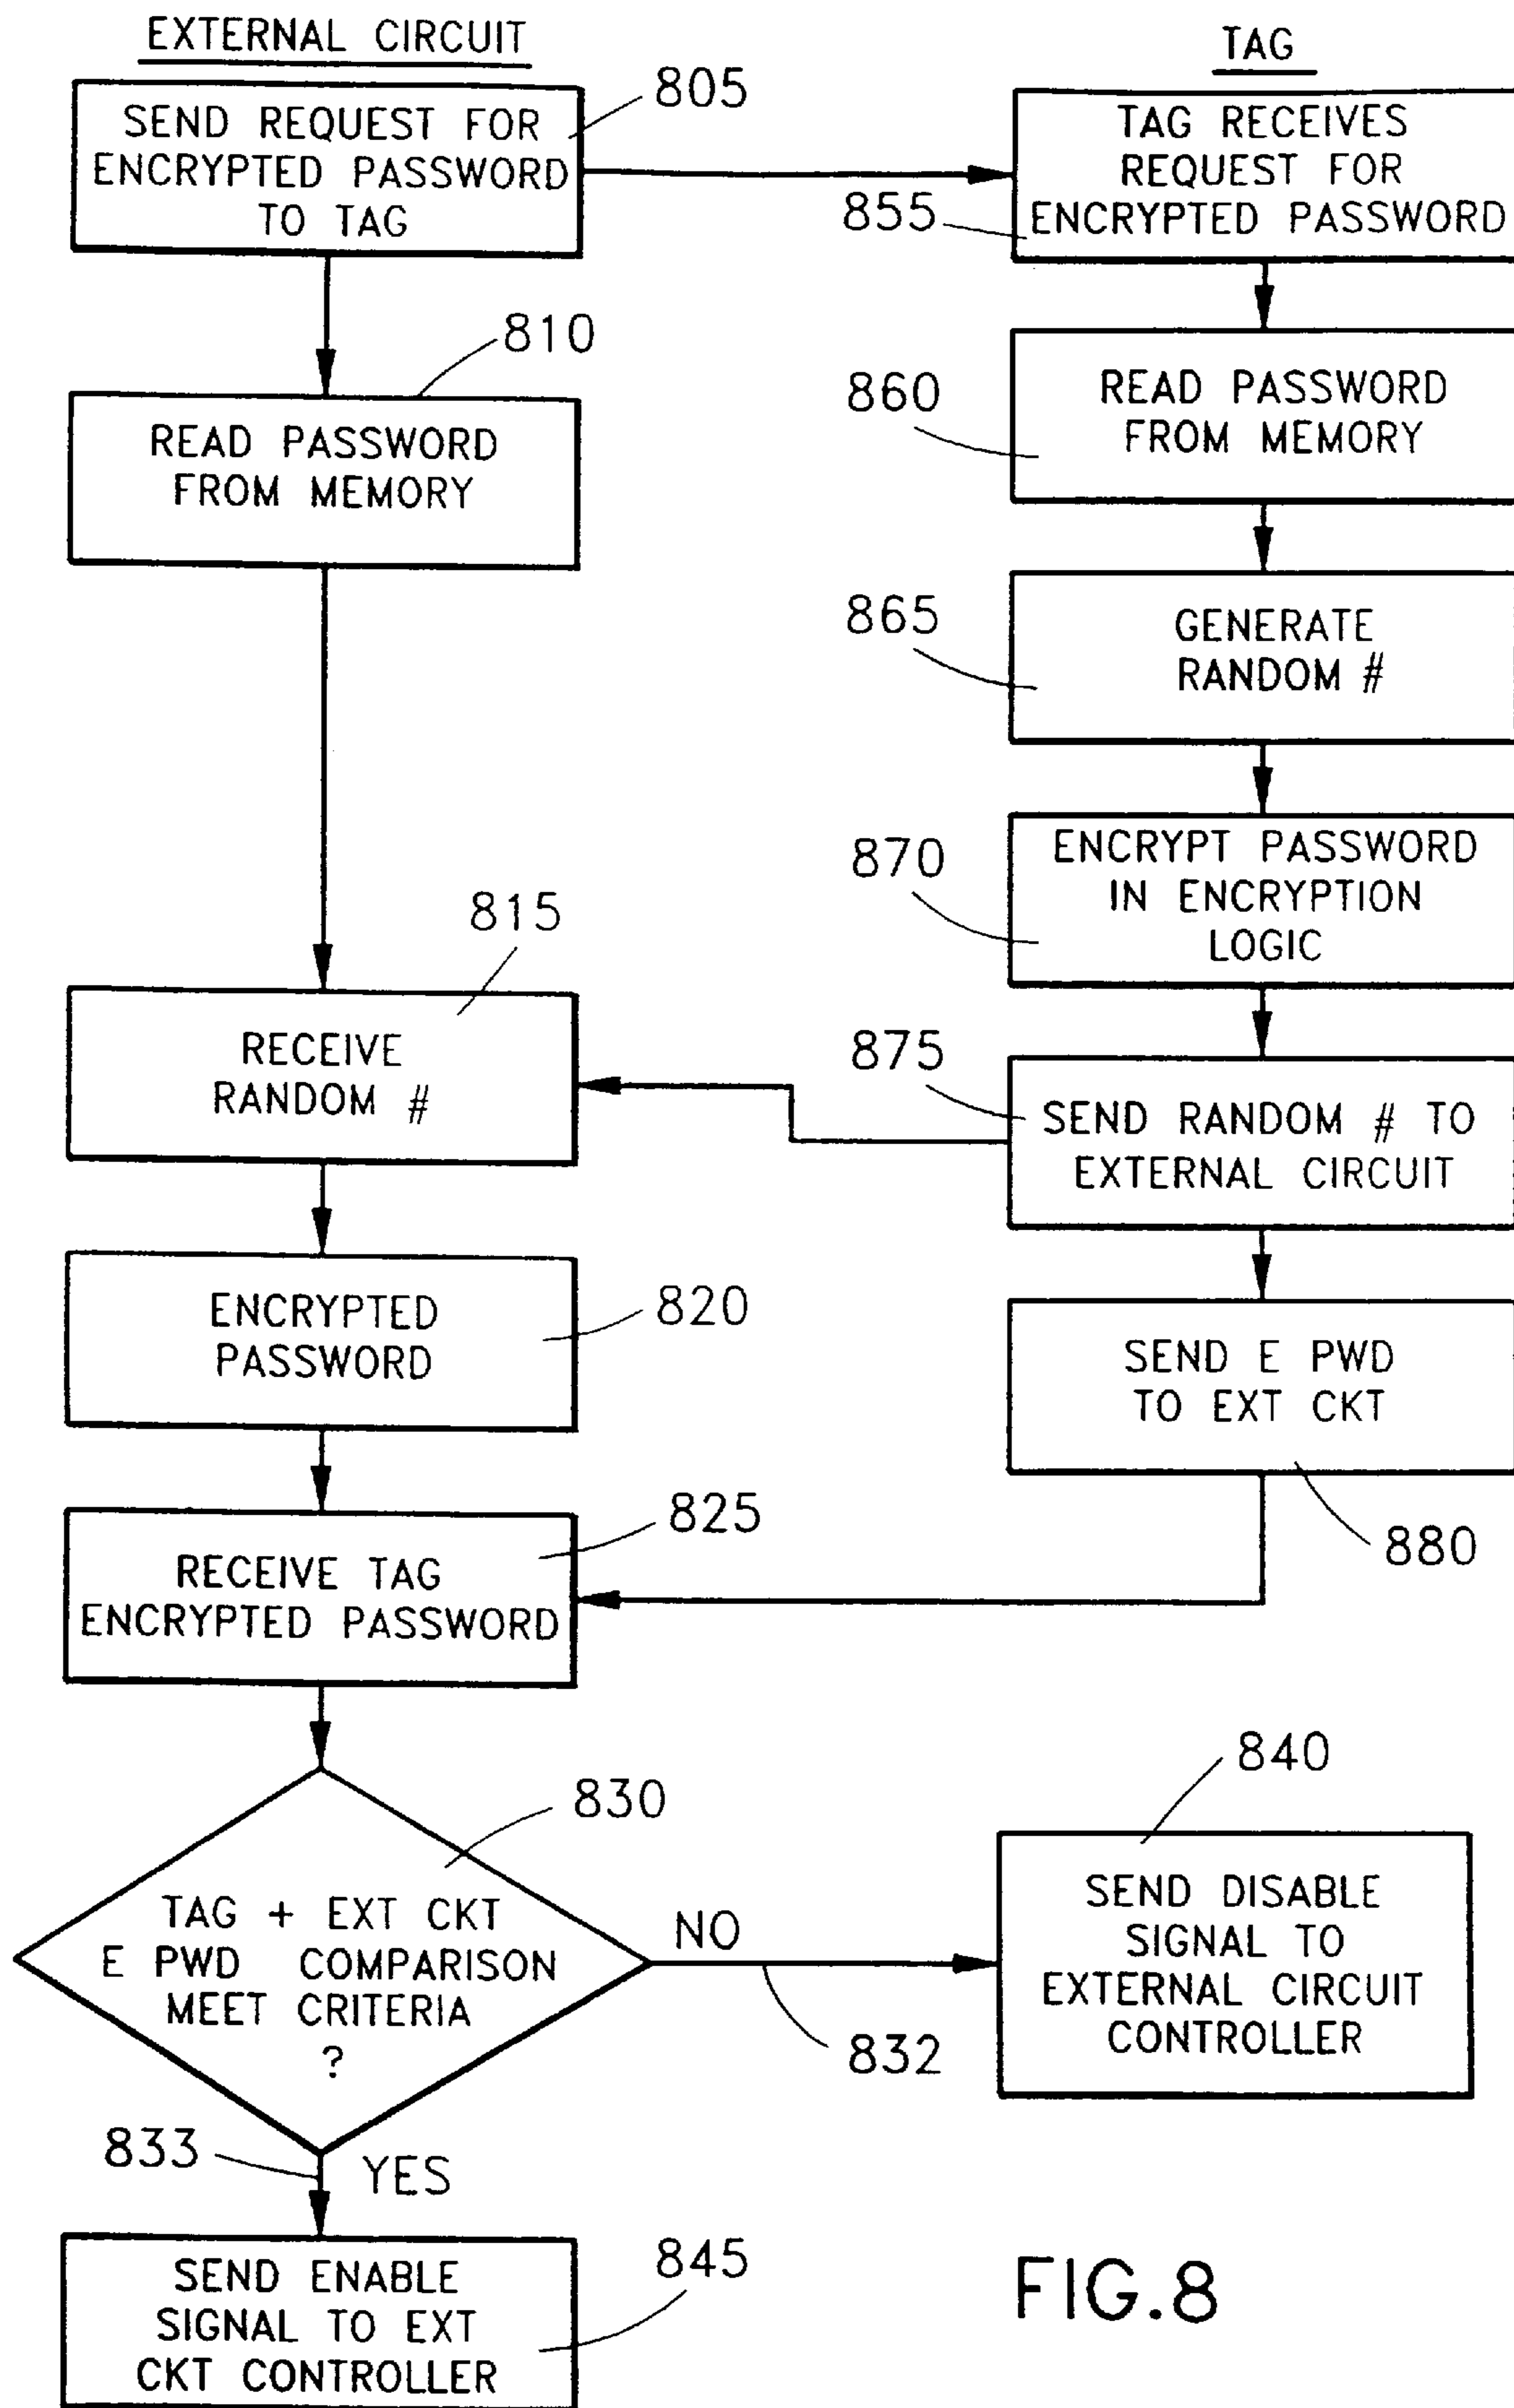 EXTERNAL CIRCUIT
TAG
SEND REQUEST FOR
ENCRYPTED PASSWORD
TO TAG
805
TAG RECEIVES
REQUEST FOR
ENCRYPTED PASSWORD
855
810
READ PASSWORD
FROM MEMORY
860
READ PASSWORD
FROM MEMORY
865
GENERATE
RANDOM #
870
ENCRYPT PASSWORD
IN ENCRYPTION
LOGIC
815
RECEIVE
RANDOM #
875
SEND RANDOM # TO
EXTERNAL CIRCUIT
ENCRYPTED
PASSWORD
820
SEND E PWD
TO EXT CKT
880
825
RECEIVE TAG
ENCRYPTED PASSWORD
830
TAG + EXT CKT
E PWD COMPARISON
MEET CRITERIA
?
NO
832
840
SEND DISABLE
SIGNAL TO
EXTERNAL CIRCUIT
CONTROLLER
833
YES
SEND ENABLE
SIGNAL TO EXT
CKT CONTROLLER
845
FIG.8